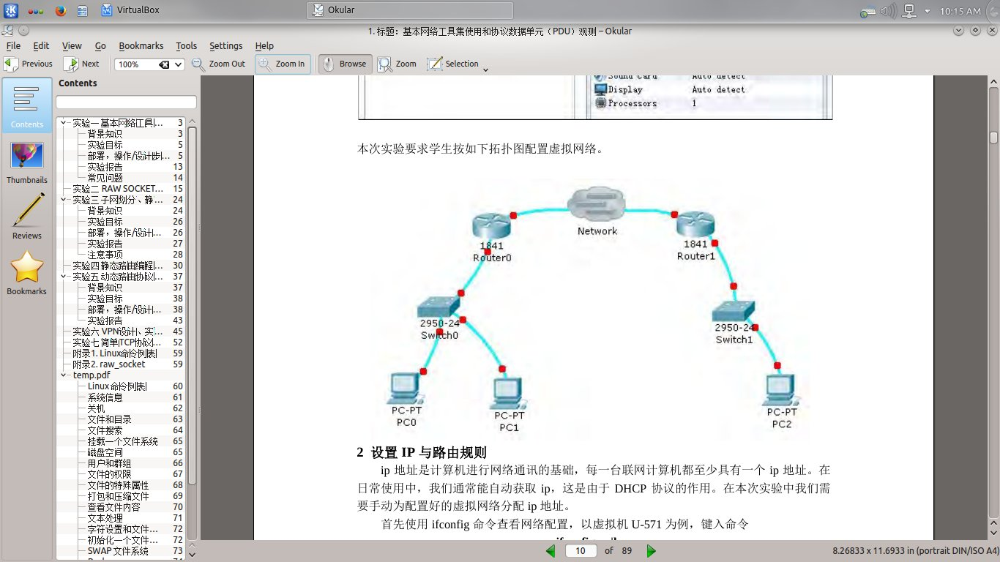 VirtualBox
Okular
10:15 AM
1. 标题：基本网络工具集使用和协议数据单元（PDU）观测 – Okular
File Edit View Go Bookmarks Tools Settings Help
Previous Next 100% Zoom Out Zoom In Browse Zoom Selection
Contents
Thumbnails
Reviews
Bookmarks
Contents
实验一 基本网络工具... 3
背景知识 3
实验目标 5
部署，操作/设计步... 5
实验报告 13
常见问题 14
实验二 RAW SOCKET... 15
实验三 子网划分、静... 24
背景知识 24
实验目标 26
部署，操作/设计... 26
实验报告 27
注意事项 28
实验四 静态路由编程... 30
实验五 动态路由协议... 37
背景知识 37
实验目标 38
部署，操作/设计... 38
实验报告 43
实验六 VPN设计、实... 45
实验七 简单TCP协议... 52
附录1. Linux命令列表 59
附录2. raw_socket 59
temp.pdf
Linux 命令列表 60
系统信息 61
关机 62
文件和目录 63
文件搜索 64
挂载一个文件系统 65
磁盘空间 65
用户和群组 66
文件的权限 67
文件的特殊属性 68
打包和压缩文件 69
查看文件内容 70
文本处理 71
字符设置和文件... 72
初始化一个文件... 72
SWAP 文件系统 73
Sound Card Auto detect
Display Auto detect
Processors 1
本次实验要求学生按如下拓扑图配置虚拟网络。
Network
1841
Router0
1841
Router1
2950-24
Switch0
2950-24
Switch1
PC-PT
PC0
PC-PT
PC1
PC-PT
PC2
2 设置 IP 与路由规则
ip 地址是计算机进行网络通讯的基础，每一台联网计算机都至少具有一个 ip 地址。在
日常使用中，我们通常能自动获取 ip，这是由于 DHCP 协议的作用。在本次实验中我们需
要手动为配置好的虚拟网络分配 ip 地址。
首先使用 ifconfig 命令查看网络配置，以虚拟机 U-571 为例，键入命令
10 of 89
8.26833 x 11.6933 in (portrait DIN/ISO A4)